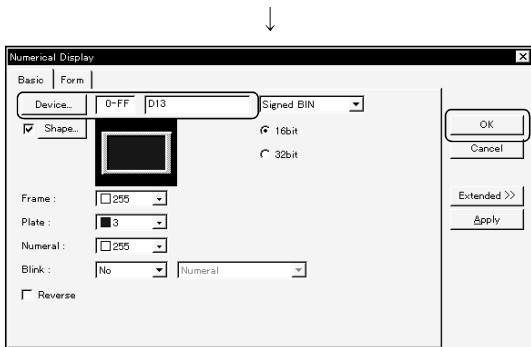 ↓
Numerical Display
Basic Form
Device... 0-FF D13 Signed BIN
OK
Shape... 16bit
Cancel
32bit
Extended >>
Frame : 255
Plate : 3
Apply
Numeral : 255
Blink : No Numeral
Reverse